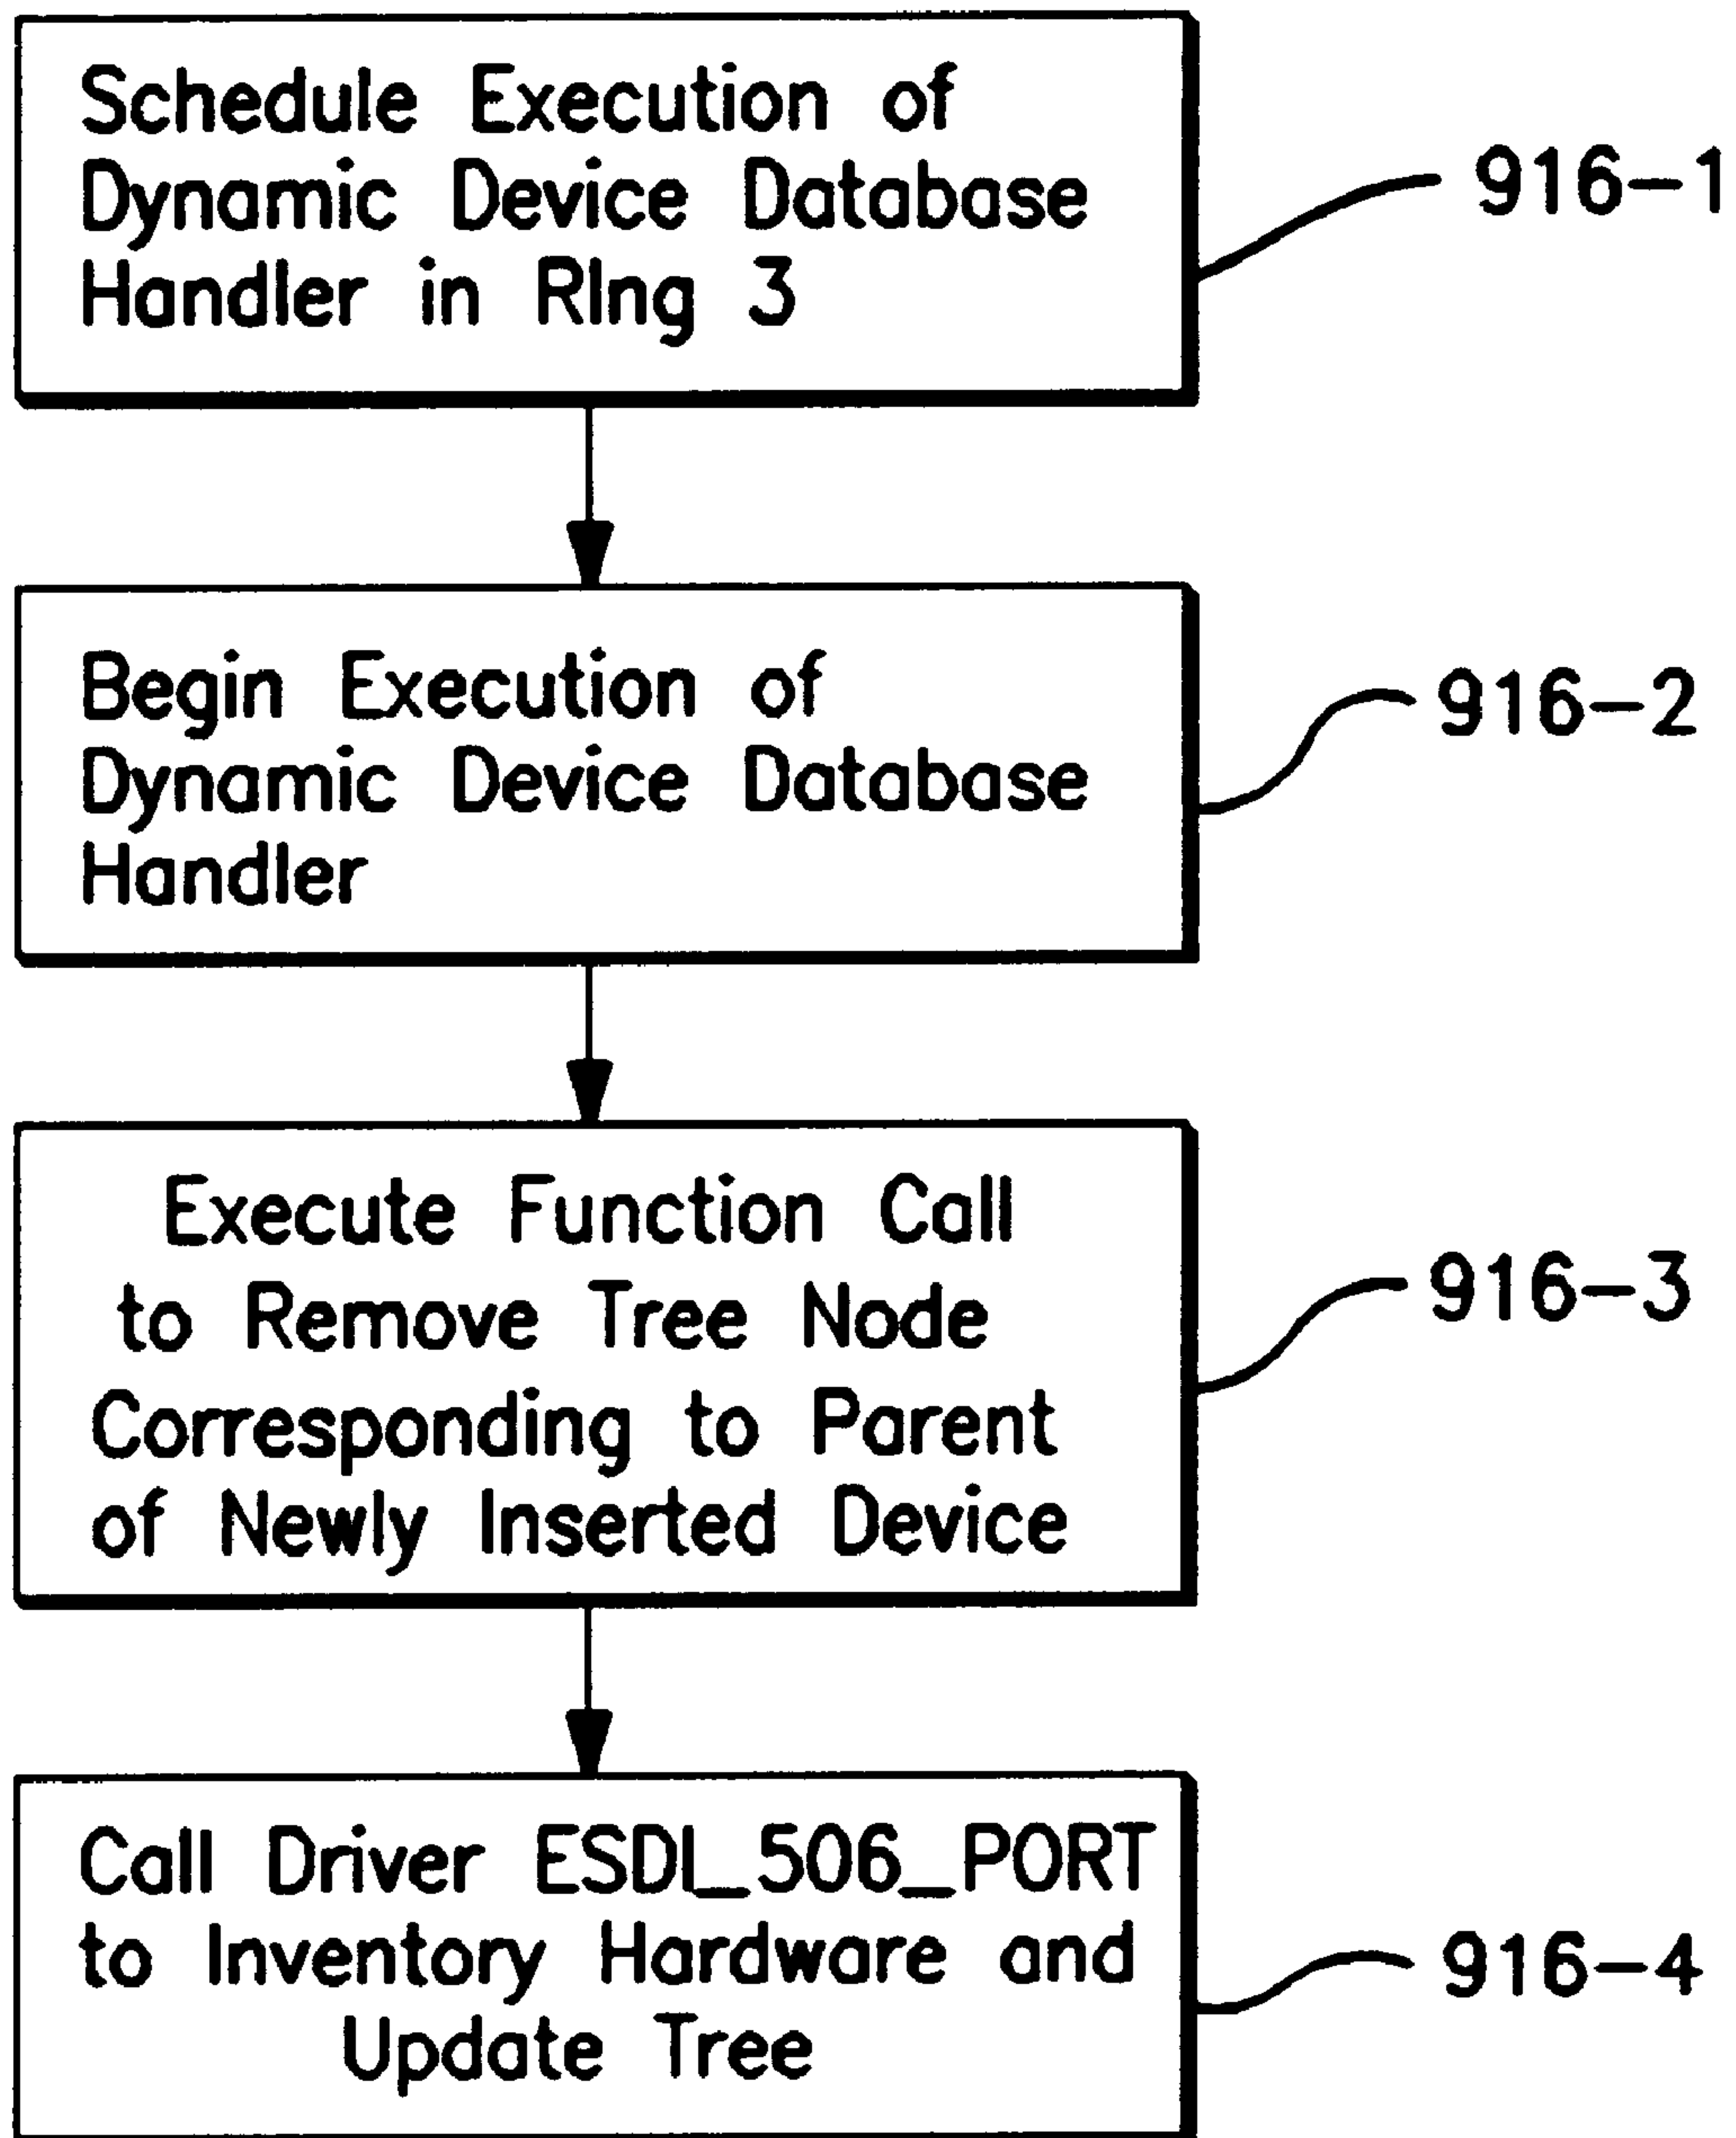 Schedule Execution of
Dynamic Device Database
Handler in RIng 3
916-1
Begin Execution of
Dynamic Device Database
Handler
916-2
Execute Function Call
to Remove Tree Node
Corresponding to Parent
of Newly Inserted Device
916-3
Call Driver ESDI_506_PORT
to Inventory Hardware and
Update Tree
916-4